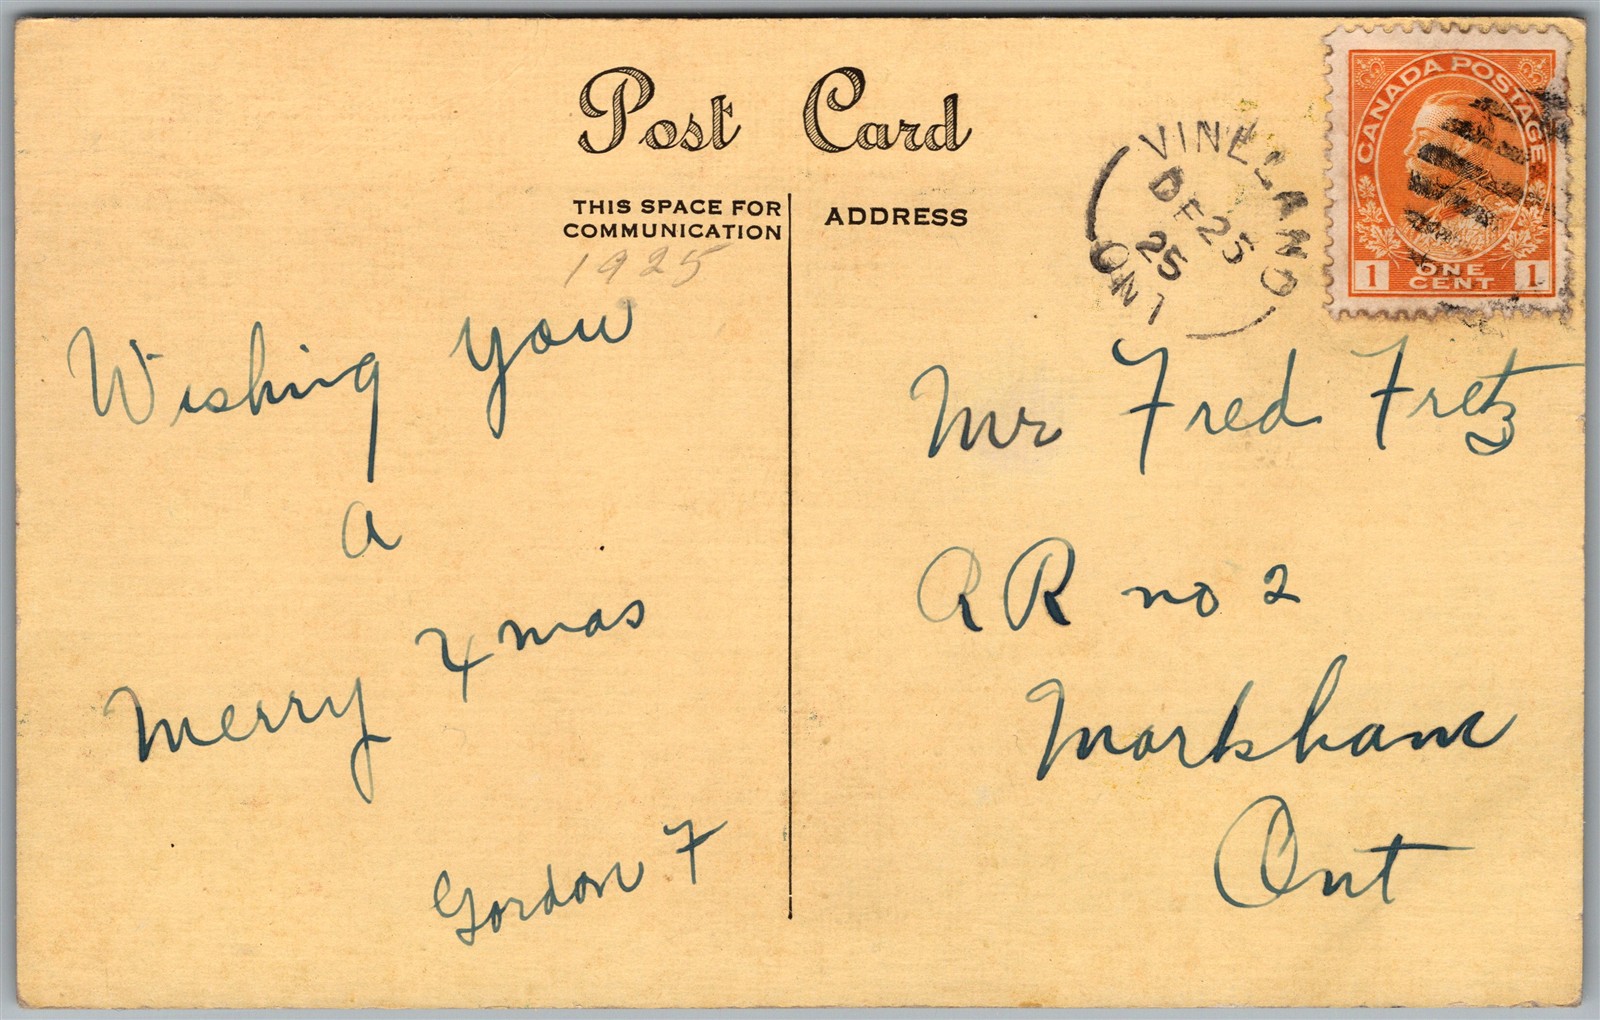 Post Card
THIS SPACE FOR
COMMUNICATION
ADDRESS
1925
Wishing you
a
Merry Xmas
Gordon F
VINELAND
DE 25
25
ONT
CANADA POSTAGE
1 ONE CENT 1
Mr Fred Fretz
RR no 2
Markham
Ont